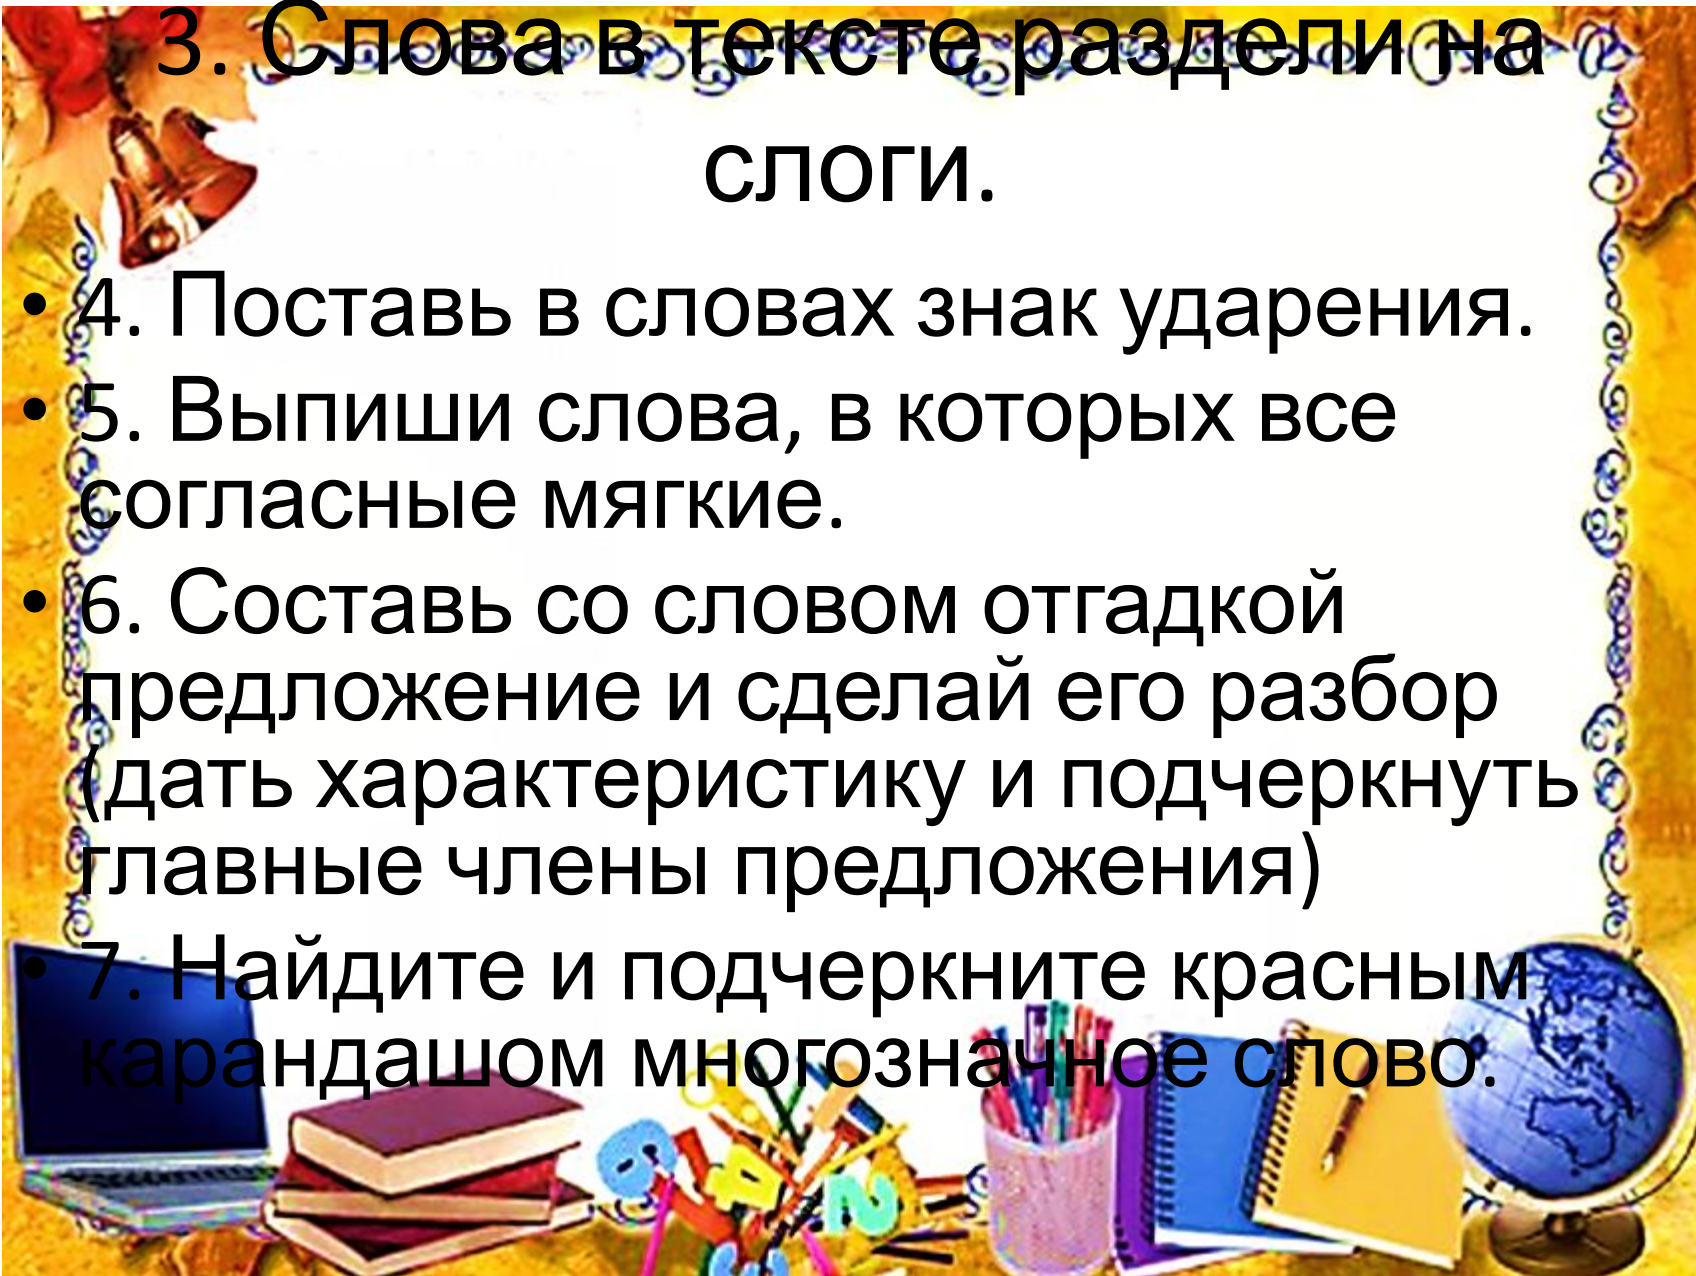 3. Слова в тексте раздели на
слоги.
• 4. Поставь в словах знак ударения.
• 5. Выпиши слова, в которых все
согласные мягкие.
• 6. Составь со словом отгадкой
предложение и сделай его разбор
(дать характеристику и подчеркнуть
главные члены предложения)
• 7. Найдите и подчеркните красным
карандашом многозначное слово.